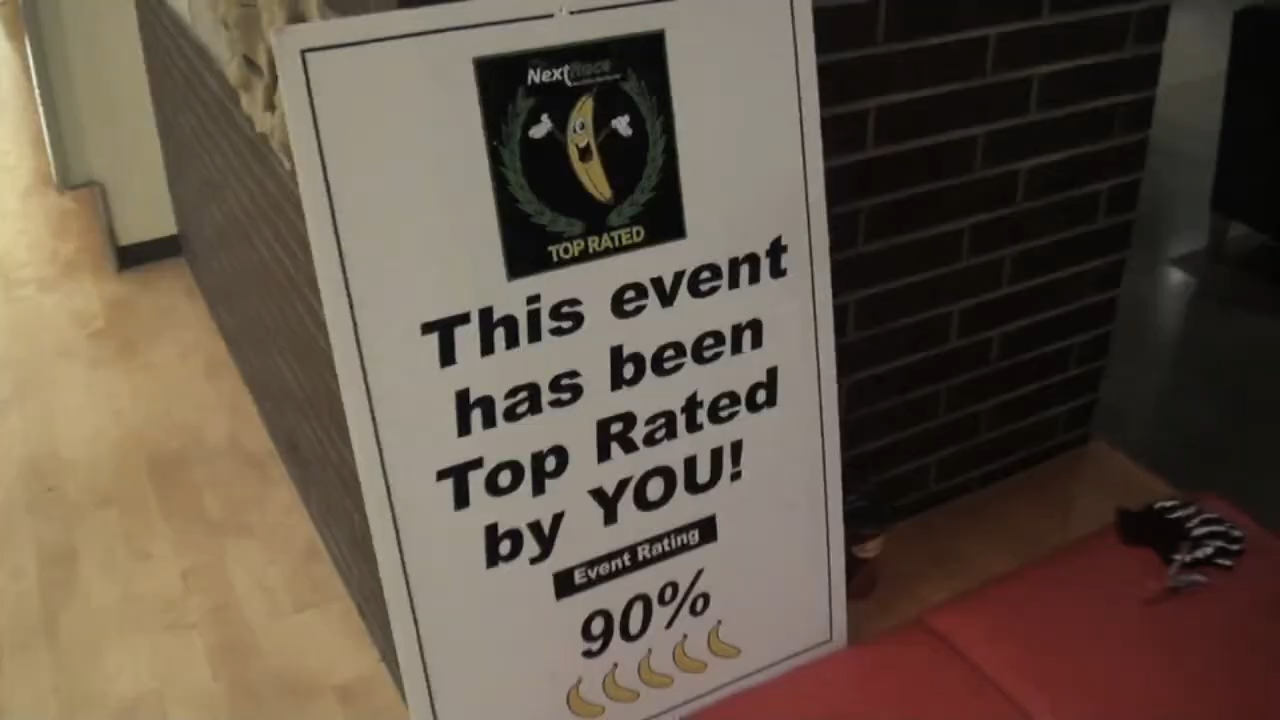 NextRace
TOP RATED
This event
has been
Top Rated
by YOU!
Event Rating
90%